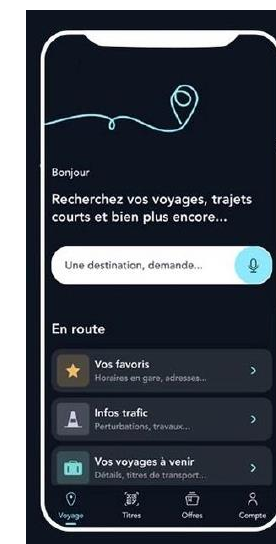 Bonjour
Recherchez vos voyages, trajets
courts et bien plus encore...
Une destination, demande...
En route
Vos favoris
Horaires en gare, adresses...
Infos trafic
Perturbations, travaux...
Vos voyages à venir
Détails, titres de transport...
Voyage Titres Offres Compte